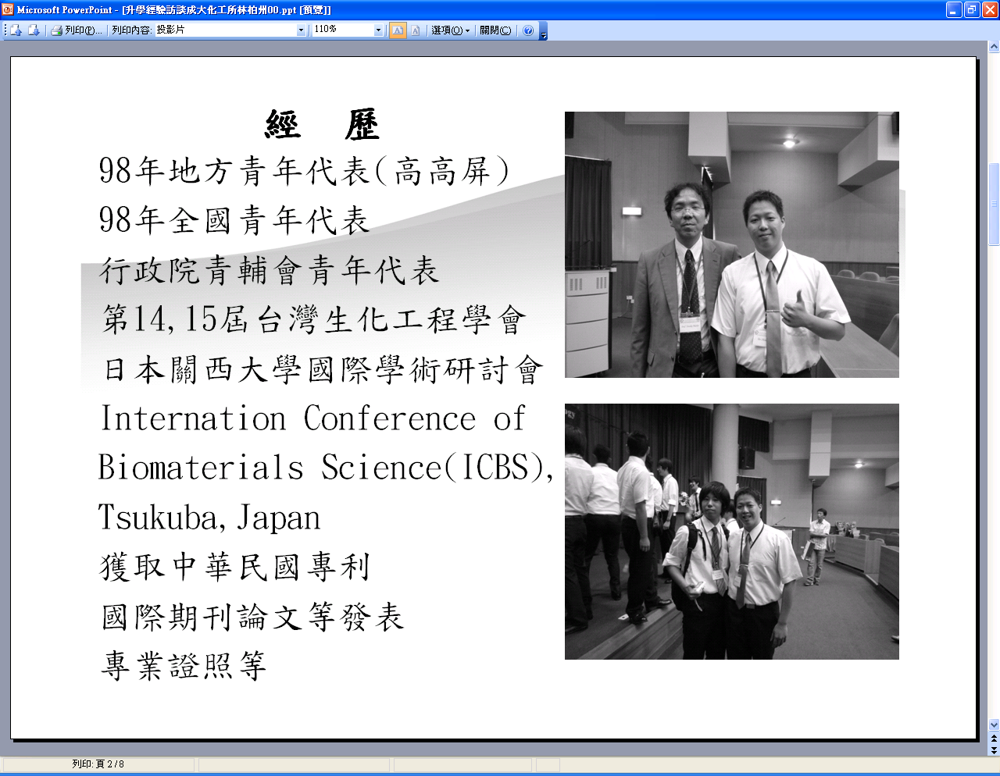 Microsoft PowerPoint - [升學經驗訪談成大化工所林柏州00.ppt [預覽]]
列印(P)... 列印內容: 投影片 110% 選項(O) 關閉(C)
經 歷
98年地方青年代表(高高屏)
98年全國青年代表
行政院青輔會青年代表
第14,15屆台灣生化工程學會
日本關西大學國際學術研討會
Internation Conference of
Biomaterials Science(ICBS),
Tsukuba,Japan
獲取中華民國專利
國際期刊論文等發表
專業證照等
列印: 頁 2 / 8